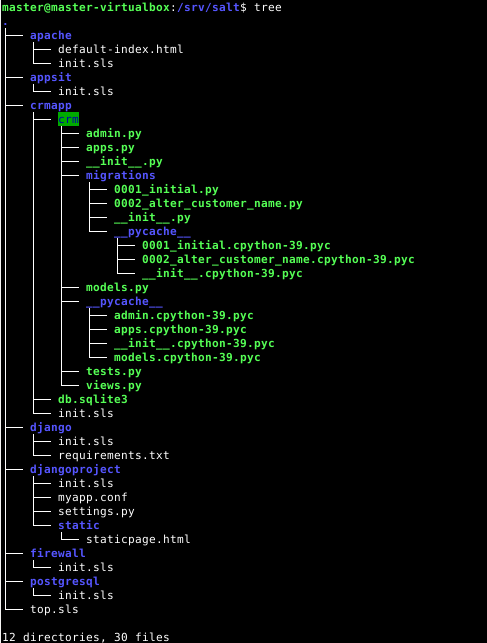 master@master-virtualbox:/srv/salt$ tree
.
├── apache
│   ├── default-index.html
│   └── init.sls
├── appsit
│   └── init.sls
├── crmapp
│   ├── crm
│   │   ├── admin.py
│   │   ├── apps.py
│   │   ├── __init__.py
│   │   ├── migrations
│   │   │   ├── 0001_initial.py
│   │   │   ├── 0002_alter_customer_name.py
│   │   │   ├── __init__.py
│   │   │   └── __pycache__
│   │   │       ├── 0001_initial.cpython-39.pyc
│   │   │       ├── 0002_alter_customer_name.cpython-39.pyc
│   │   │       └── __init__.cpython-39.pyc
│   │   ├── models.py
│   │   ├── __pycache__
│   │   │   ├── admin.cpython-39.pyc
│   │   │   ├── apps.cpython-39.pyc
│   │   │   ├── __init__.cpython-39.pyc
│   │   │   └── models.cpython-39.pyc
│   │   ├── tests.py
│   │   └── views.py
│   ├── db.sqlite3
│   └── init.sls
├── django
│   ├── init.sls
│   └── requirements.txt
├── djangoproject
│   ├── init.sls
│   ├── myapp.conf
│   ├── settings.py
│   └── static
│       └── staticpage.html
├── firewall
│   └── init.sls
├── postgresql
│   └── init.sls
└── top.sls

12 directories, 30 files